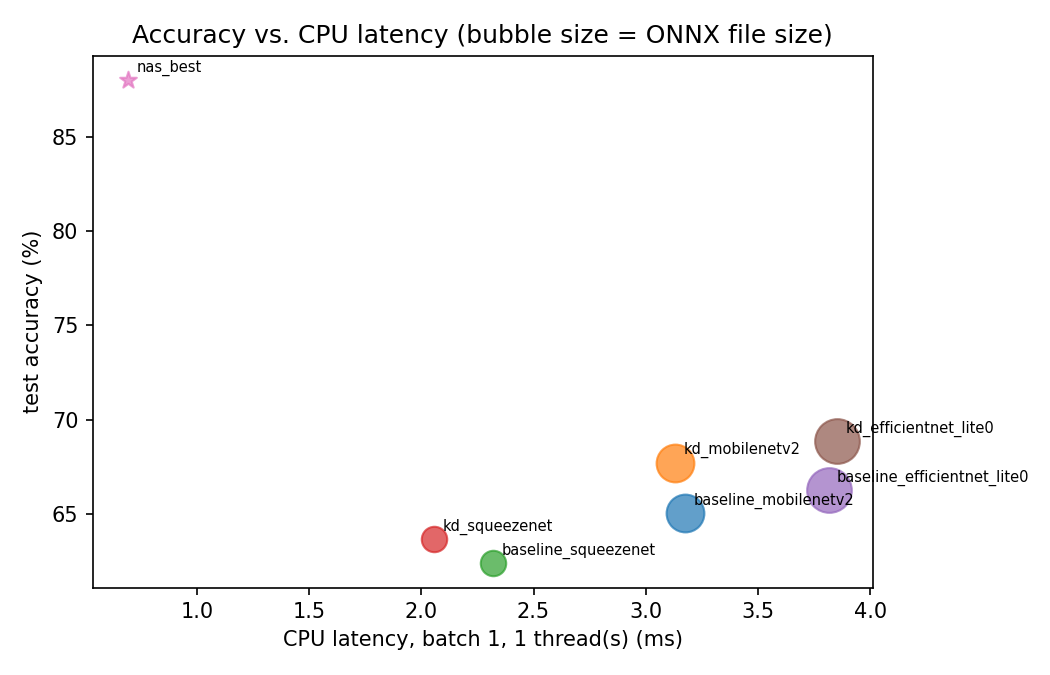 Accuracy vs. CPU latency (bubble size = ONNX file size)
nas_best
85
80
75
70
65
test accuracy (%)
kd_efficientnet_lite0
kd_mobilenetv2
baseline_efficientnet_lite0
baseline_mobilenetv2
kd_squeezenet
baseline_squeezenet
1.0 1.5 2.0 2.5 3.0 3.5 4.0
CPU latency, batch 1, 1 thread(s) (ms)